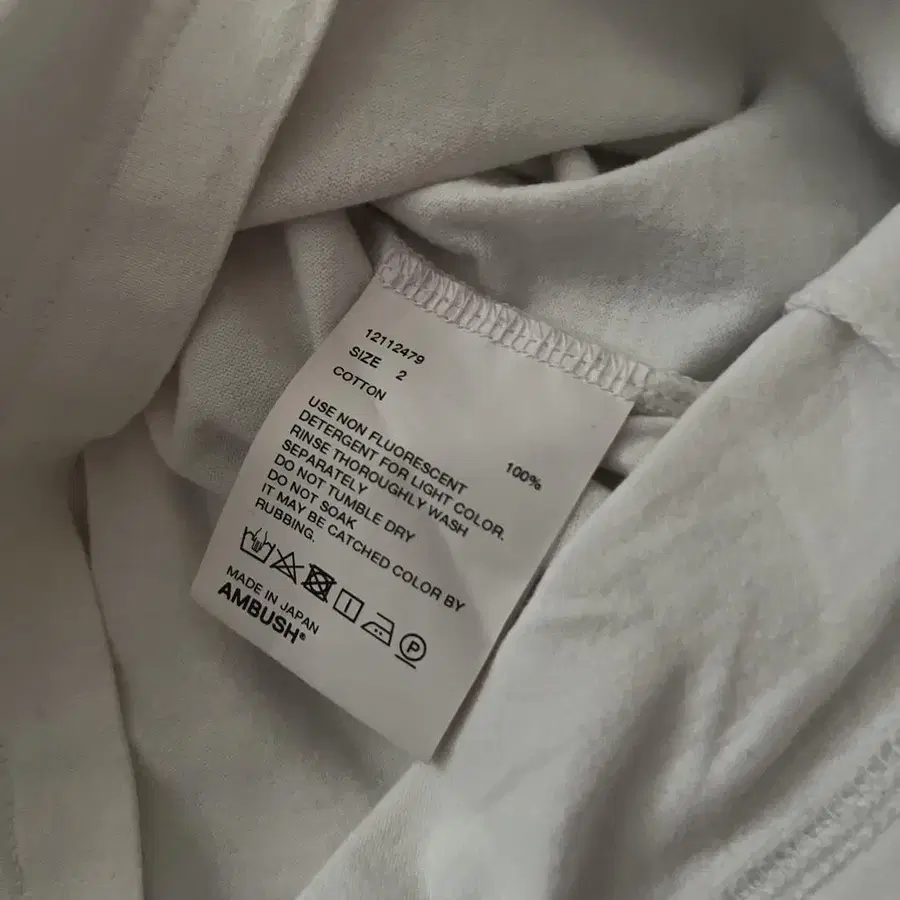 12112479
SIZE 2
COTTON 100%
USE NON FLUORESCENT
DETERGENT FOR LIGHT COLOR.
RINSE THOROUGHLY WASH
SEPARATELY
DO NOT TUMBLE DRY
DO NOT SOAK
IT MAY BE CATCHED COLOR BY
RUBBING.
P
MADE IN JAPAN
AMBUSH®